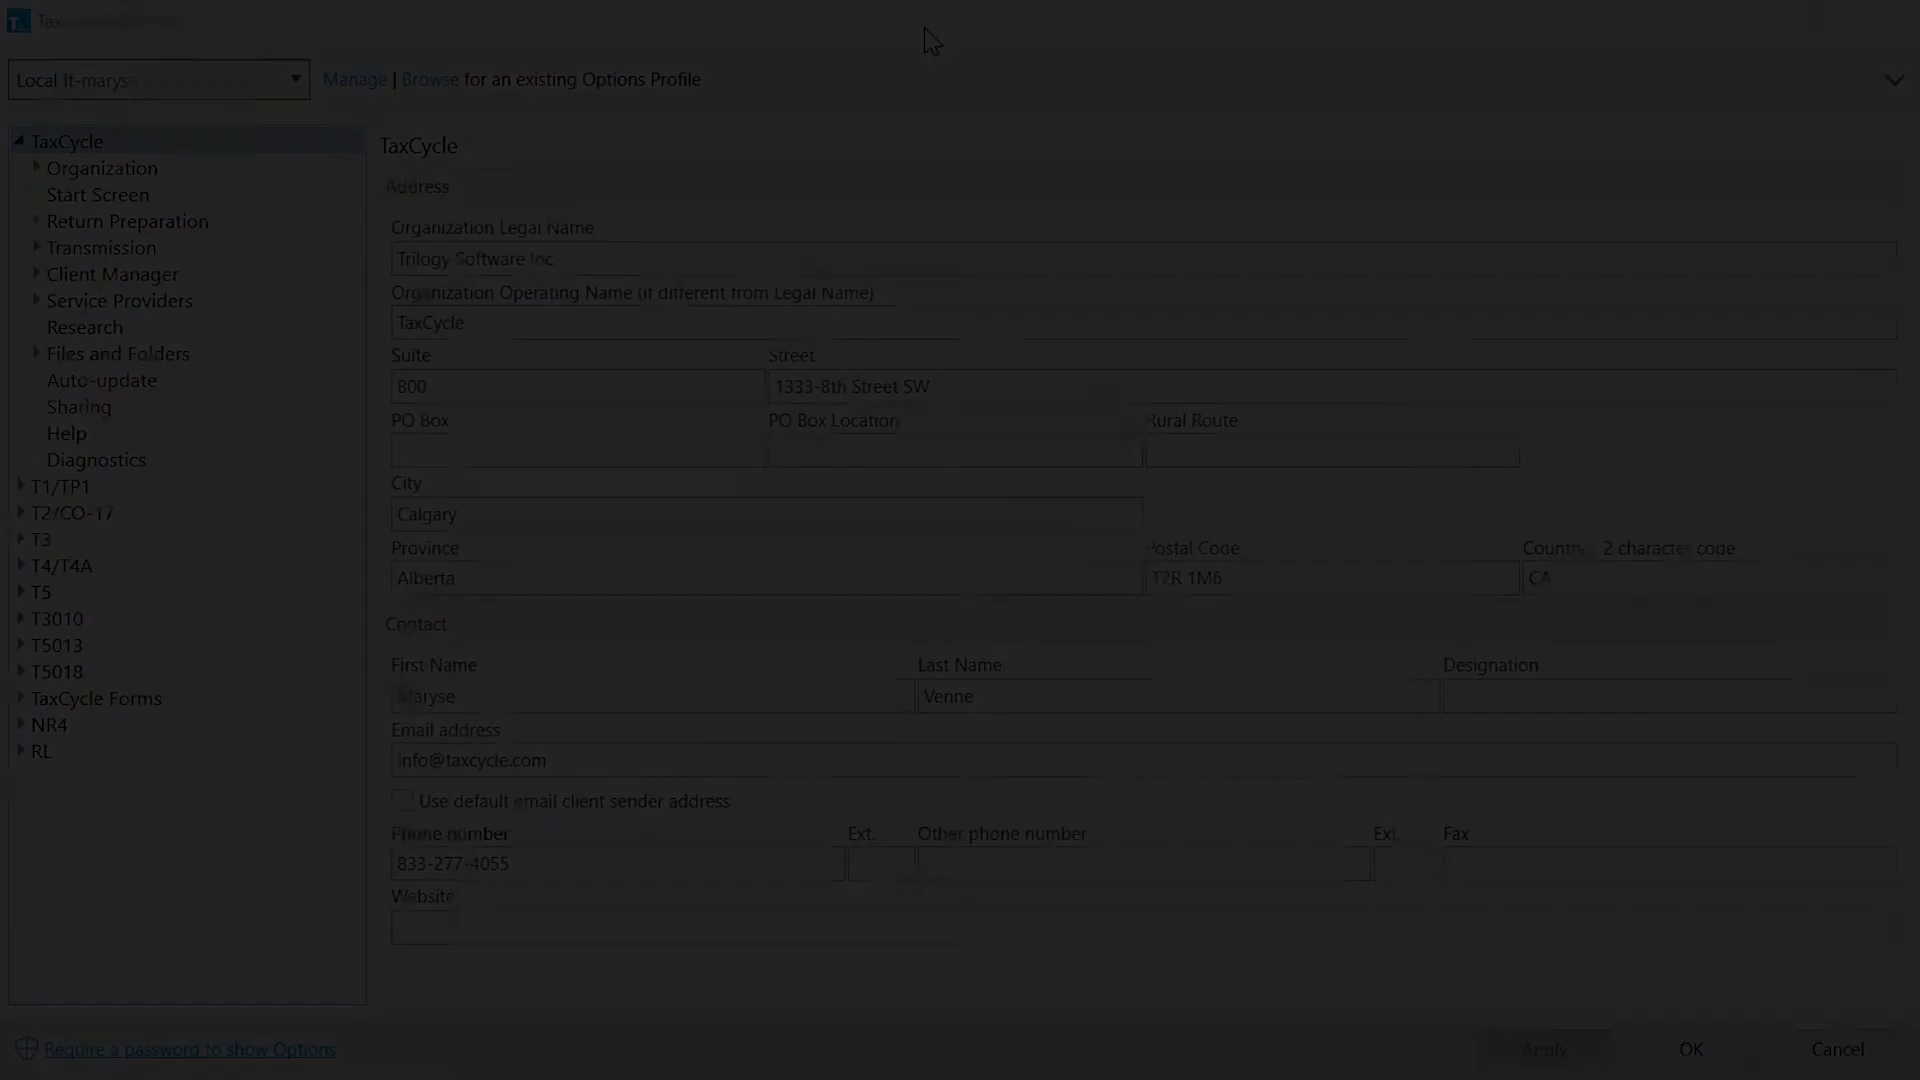 Local lt-maryse
Manage | Browse for an existing Options Profile
TaxCycle
Organization
Start Screen
Return Preparation
Transmission
Client Manager
Service Providers
Research
Files and Folders
Auto-update
Sharing
Help
Diagnostics
T1/TP1
T2/CO-17
T3
T4/T4A
T5
T3010
T5013
T5018
TaxCycle Forms
NR4
RL
TaxCycle
Address
Organization Legal Name
Trilogy Software Inc
Organization Operating Name (if different from Legal Name)
TaxCycle
Suite Street
800 1333-8th Street SW
PO Box PO Box Location Rural Route
City
Calgary
Province Postal Code Country - 2 character code
Alberta T2R 1M6 CA
Contact
First Name Last Name Designation
Maryse Venne
Email address
info@taxcycle.com
Use default email client sender address
Phone number Ext. Other phone number Ext. Fax
833-277-4055
Website
Require a password to show Options
Apply OK Cancel